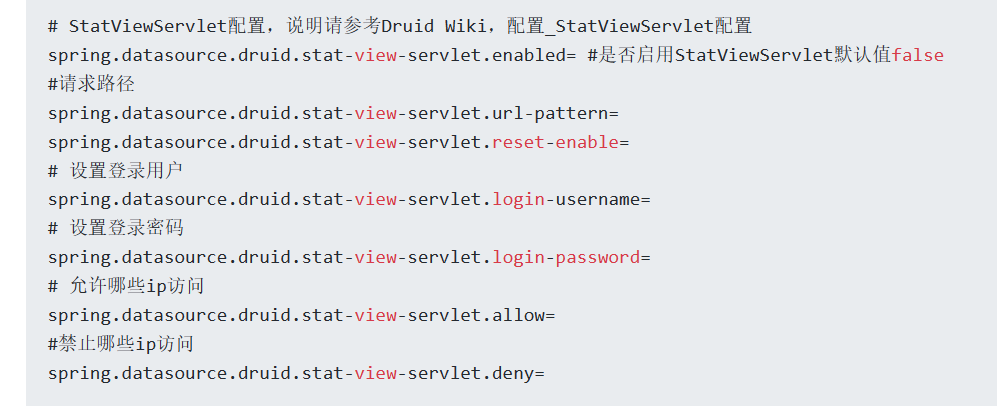 # StatViewServlet配置，说明请参考Druid Wiki，配置_StatViewServlet配置
spring.datasource.druid.stat-view-servlet.enabled= #是否启用StatViewServlet默认值false
#请求路径
spring.datasource.druid.stat-view-servlet.url-pattern=
spring.datasource.druid.stat-view-servlet.reset-enable=
# 设置登录用户
spring.datasource.druid.stat-view-servlet.login-username=
# 设置登录密码
spring.datasource.druid.stat-view-servlet.login-password=
# 允许哪些ip访问
spring.datasource.druid.stat-view-servlet.allow=
#禁止哪些ip访问
spring.datasource.druid.stat-view-servlet.deny=